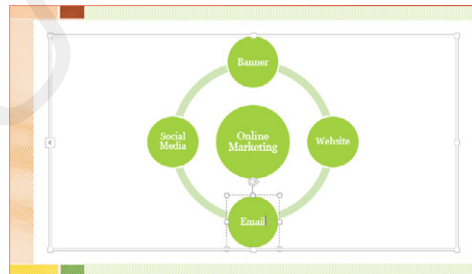 Banner
Social
Media
Online
Marketing
Website
Email